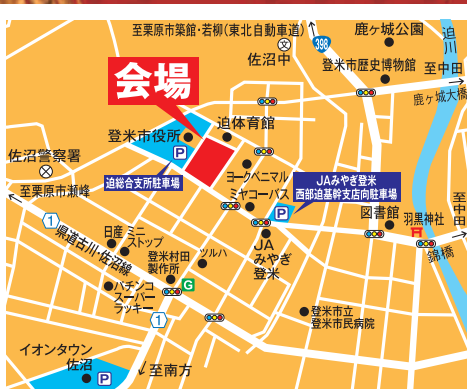 至栗原市築館・若柳(東北自動車道)
佐沼中
398
鹿ヶ城公園
迫川
登米市歴史博物館
至中田
鹿ヶ城大橋
会場
登米市役所
迫体育館
P
佐沼警察署
迫総合支所駐車場
ヨークベニマル
至栗原市瀬峰
ミヤコーバス
JAみやぎ登米
西部迫基幹支店向駐車場
P
図書館
羽黒神社
至中田
錦橋
1
県道古川・佐沼線
日産
ミニ
ストップ
登米村田
製作所
ツルハ
JA
みやぎ
登米
G
パチンコ
スーパー
ラッキー
1
登米市立
登米市民病院
イオンタウン
佐沼
P
至南方